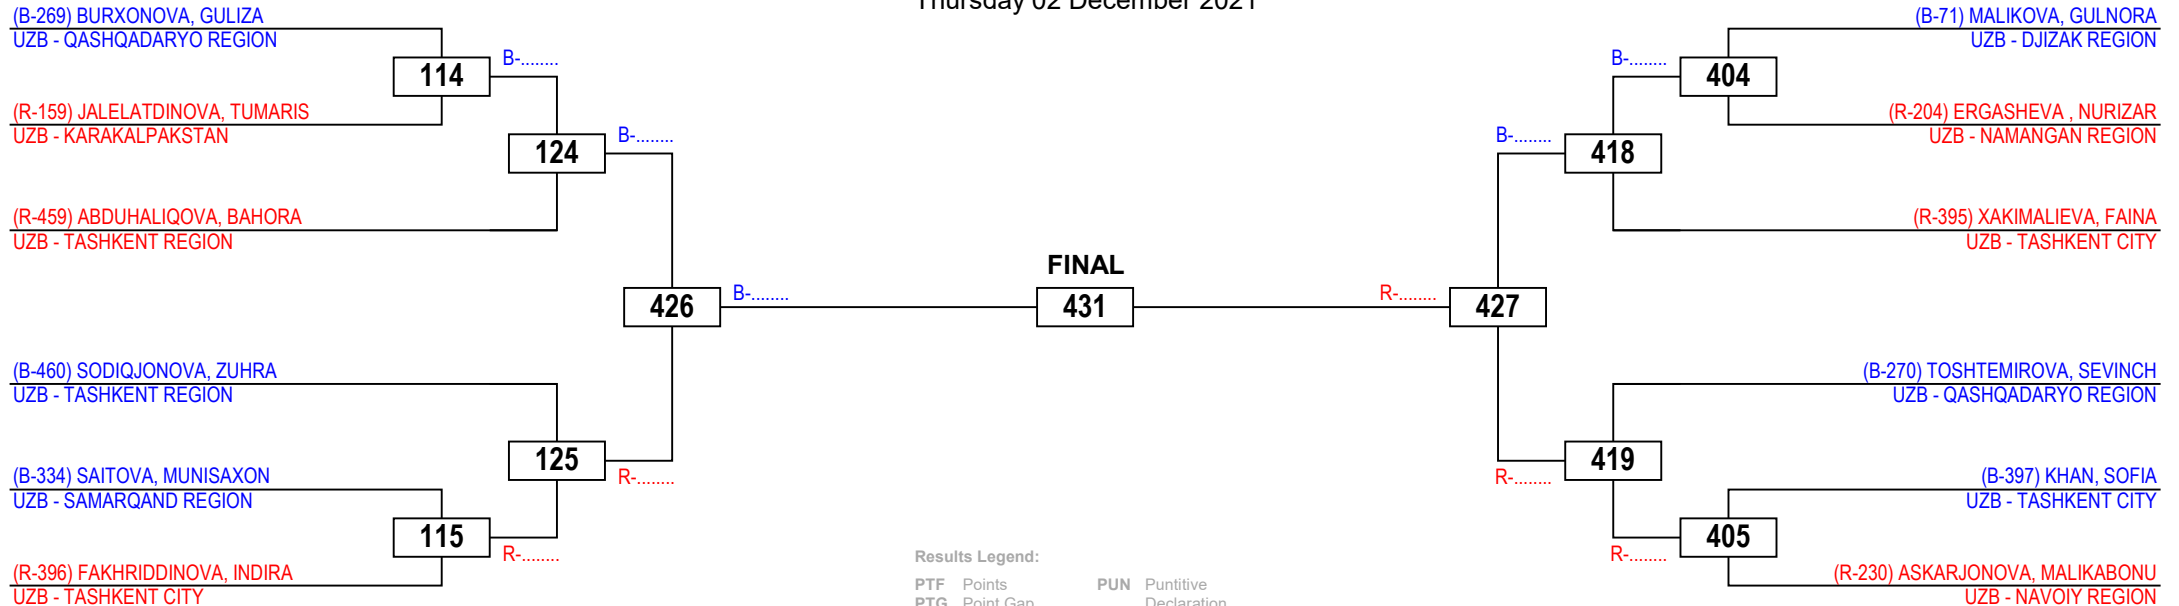 Thursday 02 December 2021
(B-269) BURXONOVA, GULIZA
UZB - QASHQADARYO REGION
114
B-........
(R-159) JALELATDINOVA, TUMARIS
UZB - KARAKALPAKSTAN
124
B-........
(R-459) ABDUHALIQOVA, BAHORA
UZB - TASHKENT REGION
426
B-........
(B-460) SODIQJONOVA, ZUHRA
UZB - TASHKENT REGION
125
R-........
(B-334) SAITOVA, MUNISAXON
UZB - SAMARQAND REGION
115
R-........
(R-396) FAKHRIDDINOVA, INDIRA
UZB - TASHKENT CITY
FINAL
431
(B-71) MALIKOVA, GULNORA
UZB - DJIZAK REGION
B-........
404
(R-204) ERGASHEVA , NURIZAR
UZB - NAMANGAN REGION
B-........
418
(R-395) XAKIMALIEVA, FAINA
UZB - TASHKENT CITY
R-........
427
(B-270) TOSHTEMIROVA, SEVINCH
UZB - QASHQADARYO REGION
R-........
419
(B-397) KHAN, SOFIA
UZB - TASHKENT CITY
R-........
405
(R-230) ASKARJONOVA, MALIKABONU
UZB - NAVOIY REGION
Results Legend:
PTF Points PUN Puntitive
PTG Point Gap Declaration